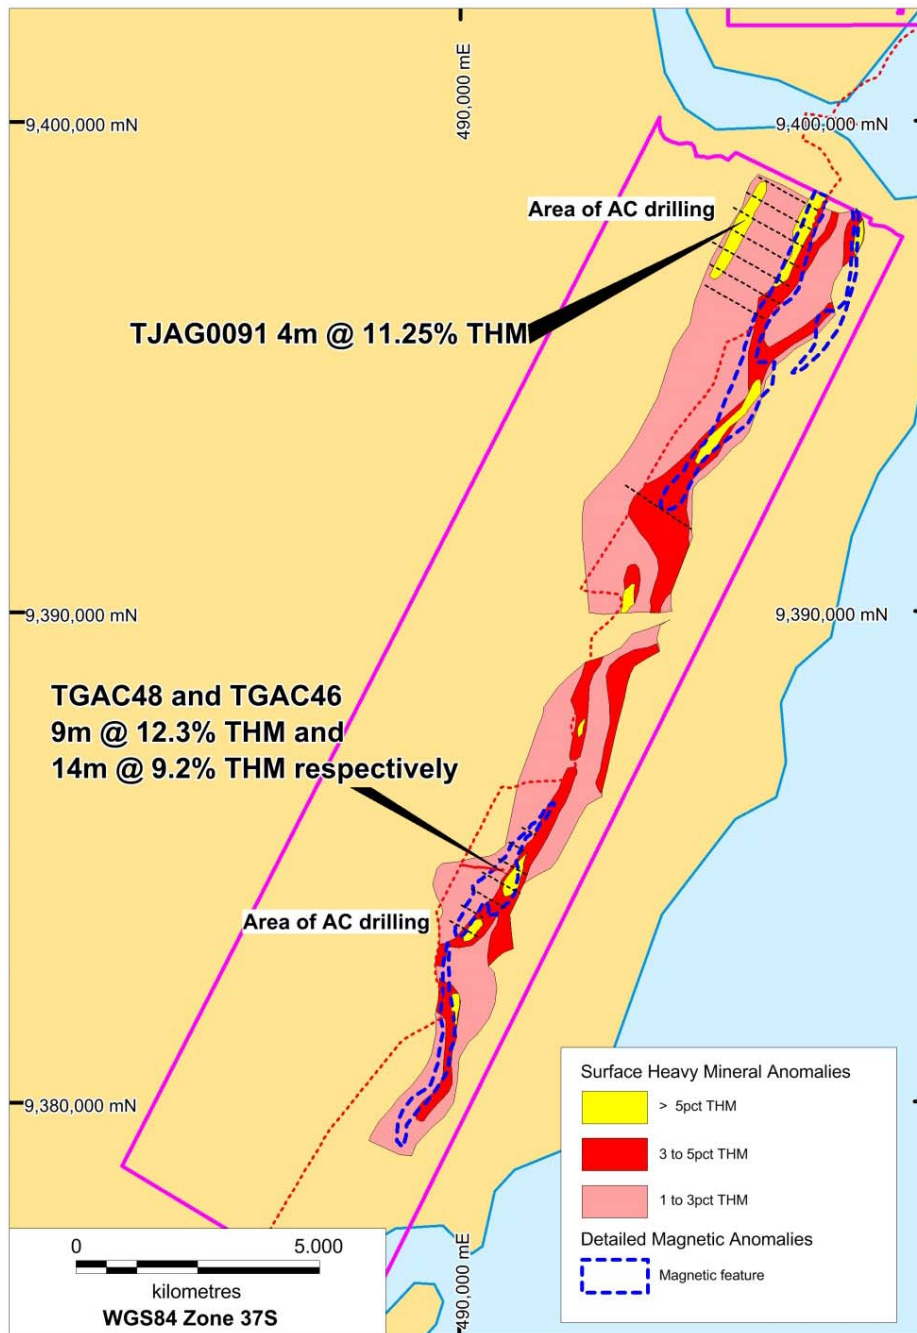 490,000 mE
9,400,000 mN
9,400,000 mN
Area of AC drilling
TJAG0091 4m @ 11.25% THM
9,390,000 mN
9,390,000 mN
TGAC48 and TGAC46
9m @ 12.3% THM and
14m @ 9.2% THM respectively
Area of AC drilling
9,380,000 mN
Surface Heavy Mineral Anomalies
> 5pct THM
3 to 5pct THM
1 to 3pct THM
Detailed Magnetic Anomalies
Magnetic feature
0 5.000
kilometres
WGS84 Zone 37S
490,000 mE